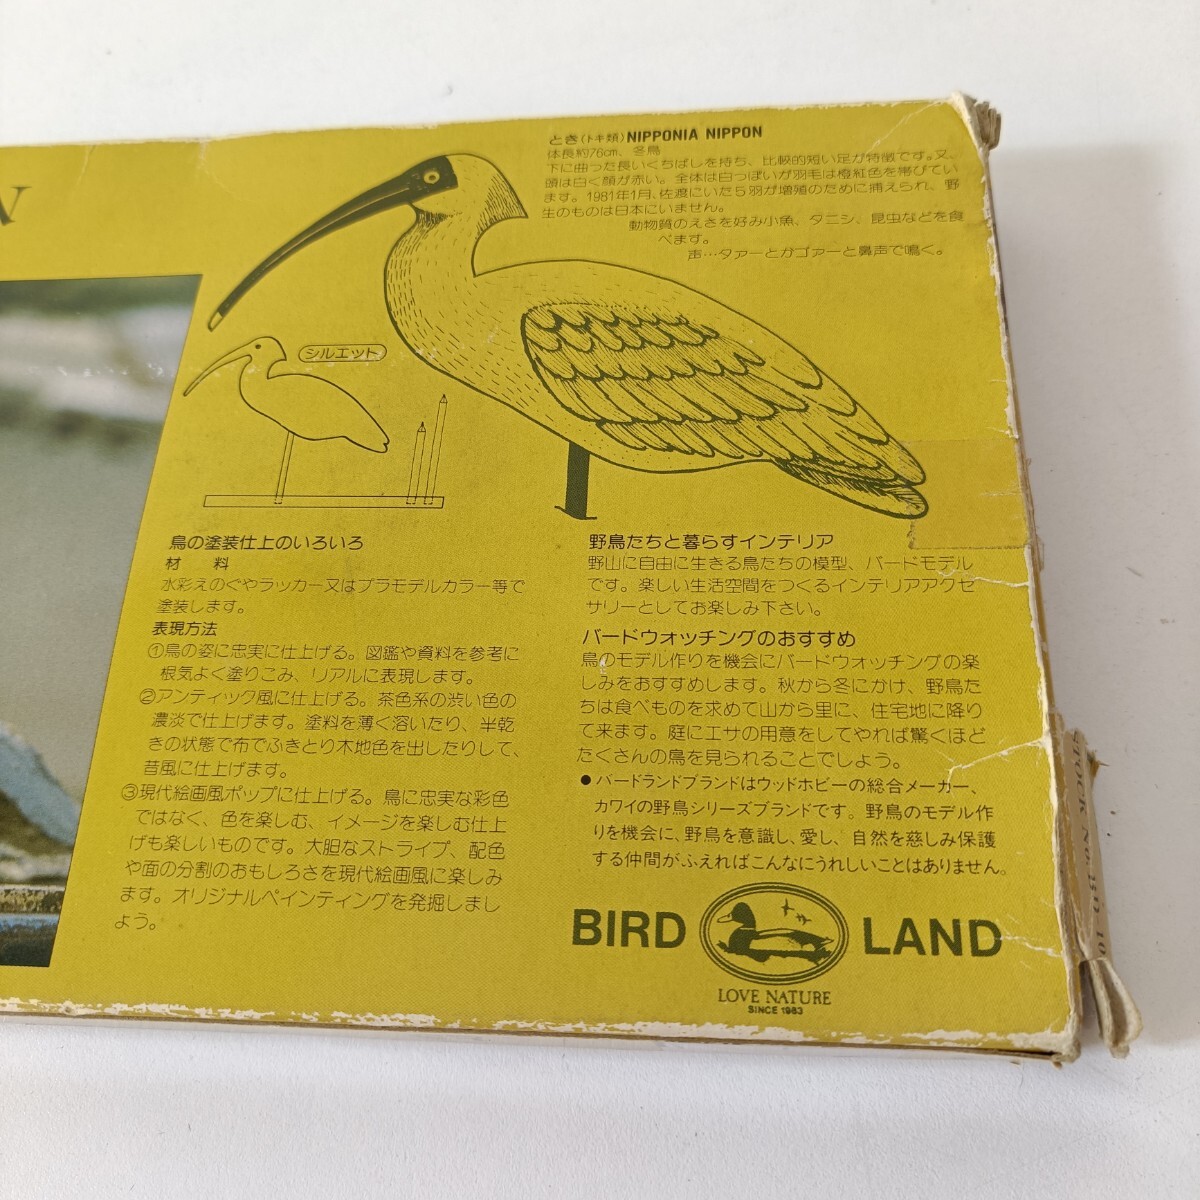 とき(トキ類)NIPPONIA NIPPON
体長約76cm、冬鳥
下に曲った長いくちばしを持ち、比較的短い足が特徴です。又、
頭は白く顔が赤い。全体は白っぽいが羽毛は橙紅色を帯びてい
ます。1981年1月、佐渡にいた5羽が増殖のために捕えられ、野
生のものは日本にいません。
動物質のえさを好み小魚、タニシ、昆虫などを食
べます。
声…タァーとかゴァーと鼻声で鳴く。
シルエット
鳥の塗装仕上のいろいろ
材 料
水彩えのぐやラッカー又はプラモデルカラー等で
塗装します。
表現方法
①鳥の姿に忠実に仕上げる。図鑑や資料を参考に
根気よく塗りこみ、リアルに表現します。
②アンティック風に仕上げる。茶色系の渋い色の
濃淡で仕上げます。塗料を薄く溶いたり、半乾
きの状態で布でふきとり木地色を出したりして、
昔風に仕上げます。
③現代絵画風ポップに仕上げる。鳥に忠実な彩色
ではなく、色を楽しむ、イメージを楽しむ仕上
げも楽しいものです。大胆なストライプ、配色
や面の分割のおもしろさを現代絵画風に楽しみ
ます。オリジナルペインティングを発掘しまし
ょう。
野鳥たちと暮らすインテリア
野山に自由に生きる鳥たちの模型、バードモデル
です。楽しい生活空間をつくるインテリアアクセ
サリーとしてお楽しみ下さい。
バードウォッチングのおすすめ
鳥のモデル作りを機会にバードウォッチングの楽
しみをおすすめします。秋から冬にかけ、野鳥た
ちは食べものを求めて山から里に、住宅地に降り
て来ます。庭にエサの用意をしてやれば驚くほど
たくさんの鳥を見られることでしょう。
●バードランドブランドはウッドホビーの総合メーカー、
カワイの野鳥シリーズブランドです。野鳥のモデル作
りを機会に、野鳥を意識し、愛し、自然を慈しみ保護
する仲間がふえればこんなにうれしいことはありません。
BIRD LAND
LOVE NATURE
SINCE 1983
STOCK No.